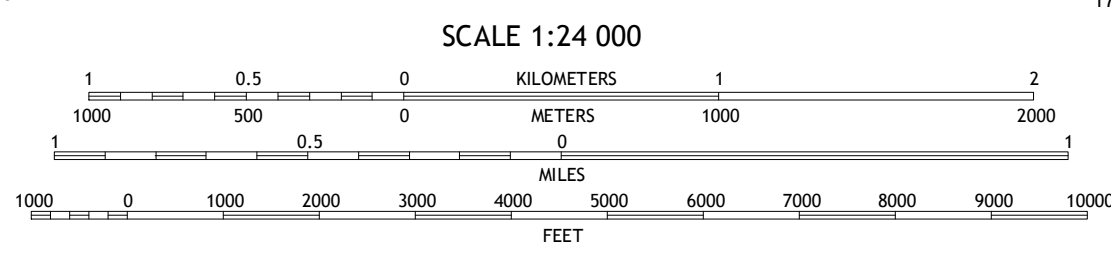 SCALE 1:24 000
1 0.5 0 KILOMETERS 1 2
1000 500 0 METERS 1000 2000
1 0.5 0 1
MILES
1000 0 1000 2000 3000 4000 5000 6000 7000 8000 9000 10000
FEET